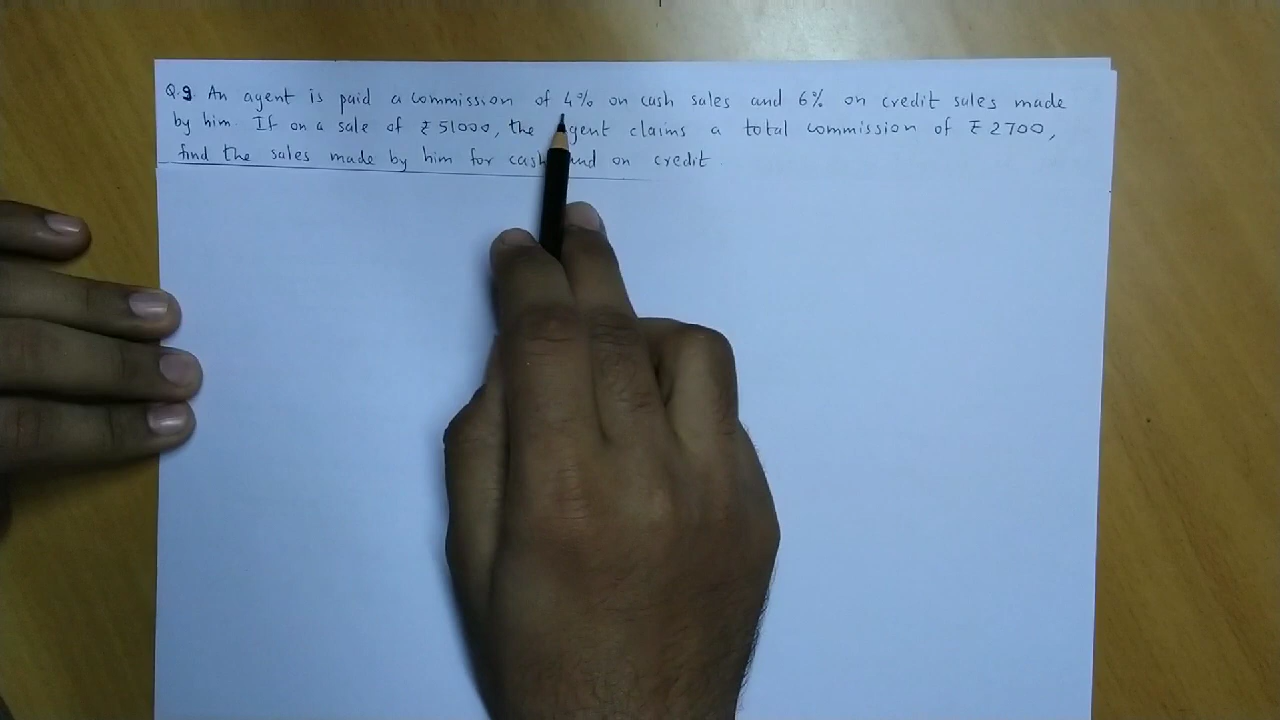 Q.9 An agent is paid a commission of 4% on cash sales and 6% on credit sales made
by him. If on a sale of ₹ 51000, the agent claims a total commission of ₹ 2700,
find the sales made by him for cash and on credit